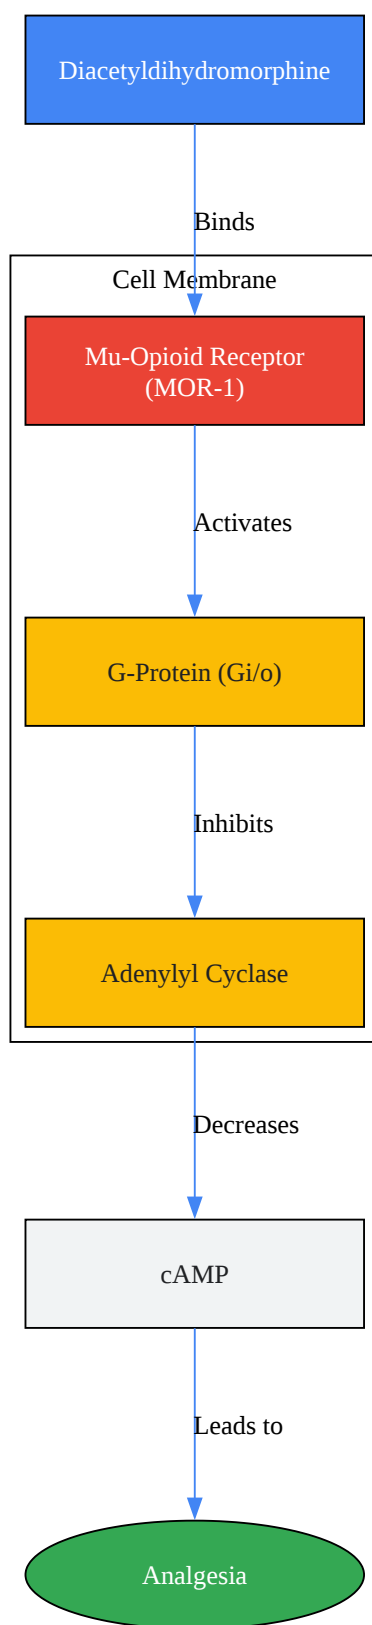 Diacetyldihydromorphine
Binds
Cell Membrane
Mu-Opioid Receptor
(MOR-1)
Activates
G-Protein (Gi/o)
Inhibits
Adenylyl Cyclase
Decreases
cAMP
Leads to
Analgesia